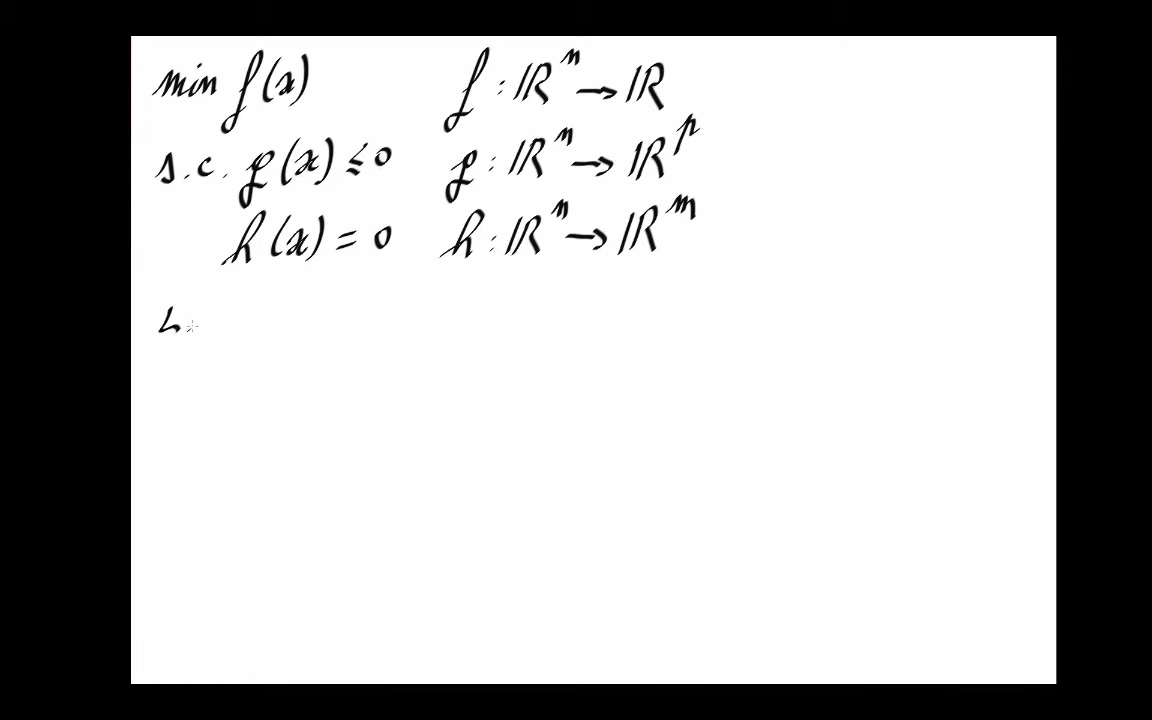 min f(x) f : ℝⁿ → ℝ
s.c. g(x) ≤ 0 g : ℝⁿ → ℝᵖ
h(x) = 0 h : ℝⁿ → ℝᵐ